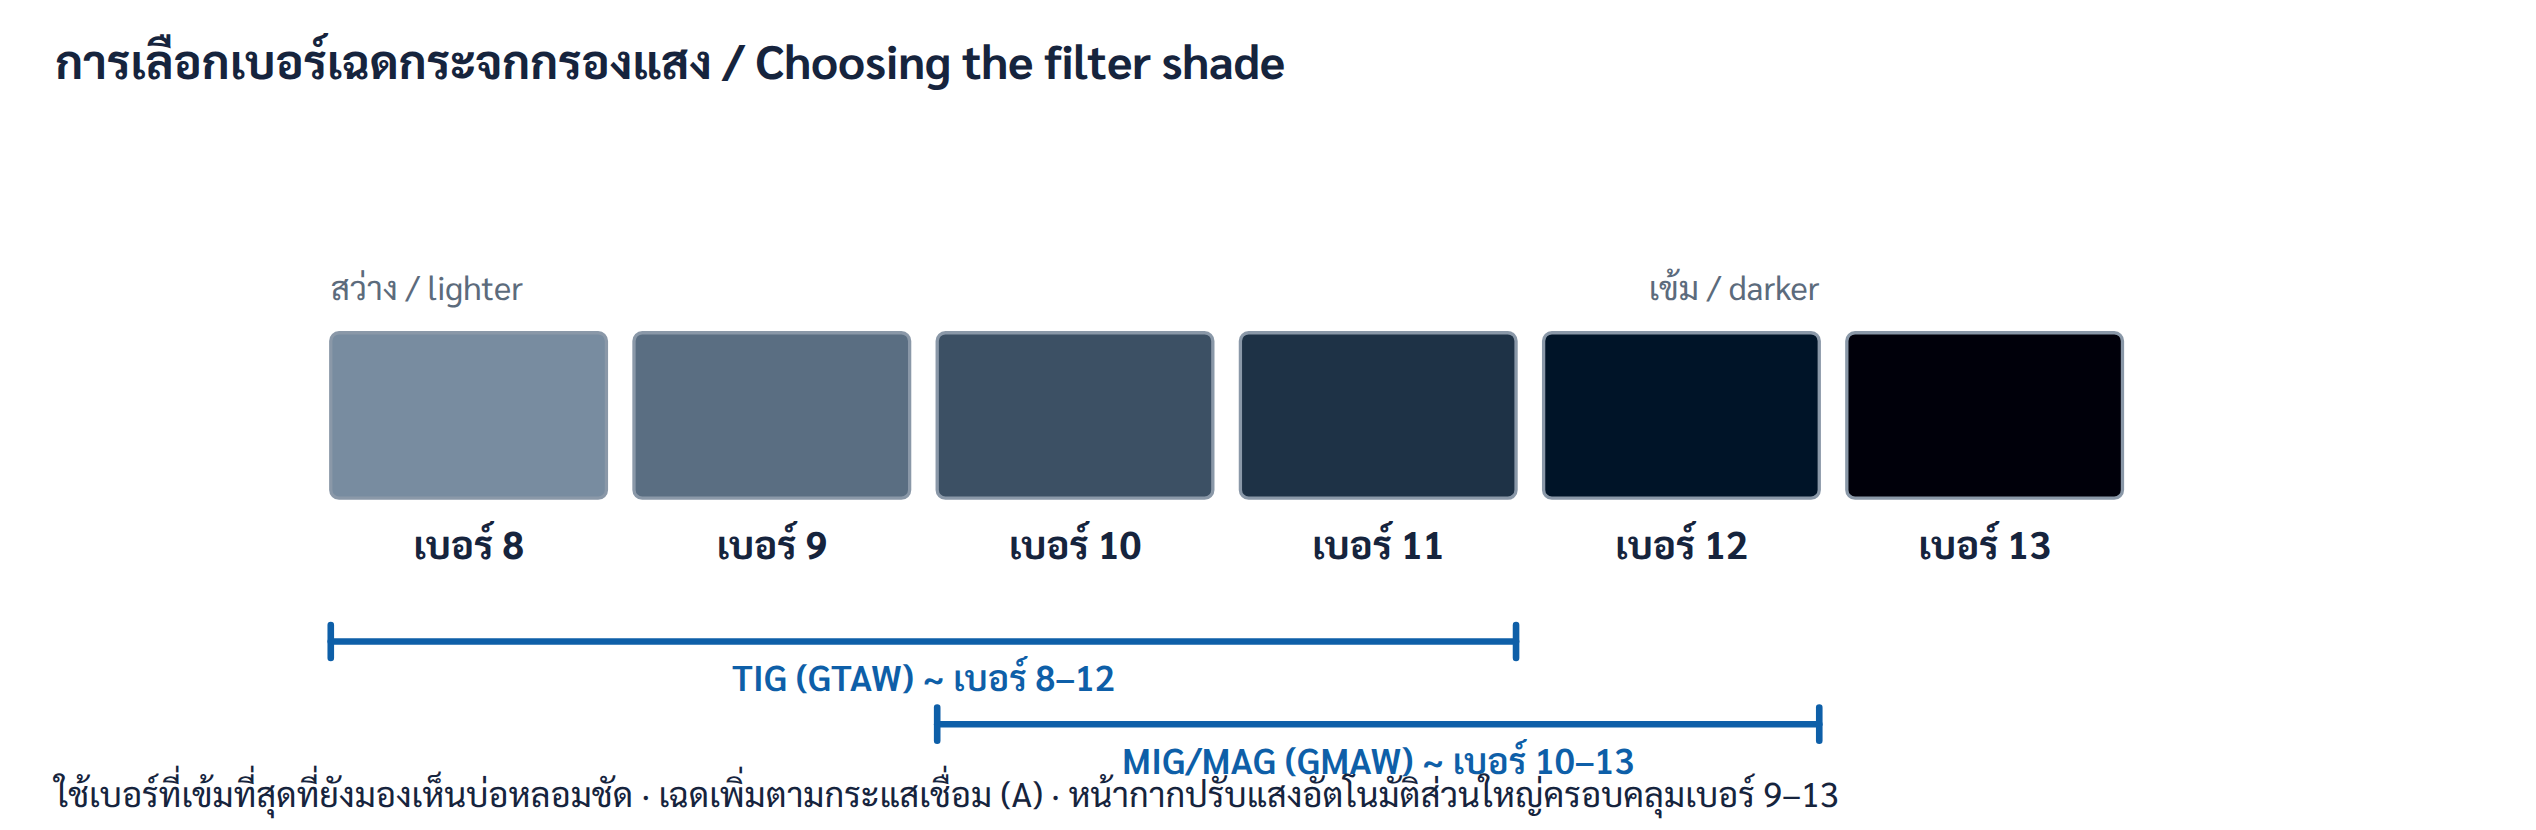 การเลือกเบอร์เฉดกระจกกรองแสง / Choosing the filter shade
สว่าง / lighter
เข้ม / darker
เบอร์ 8
เบอร์ 9
เบอร์ 10
เบอร์ 11
เบอร์ 12
เบอร์ 13
TIG (GTAW) ~ เบอร์ 8–12
MIG/MAG (GMAW) ~ เบอร์ 10–13
ใช้เบอร์ที่เข้มที่สุดที่ยังมองเห็นบ่อหลอมชัด · เฉดเพิ่มตามกระแสเชื่อม (A) · หน้ากากปรับแสงอัตโนมัติส่วนใหญ่ครอบคลุมเบอร์ 9–13